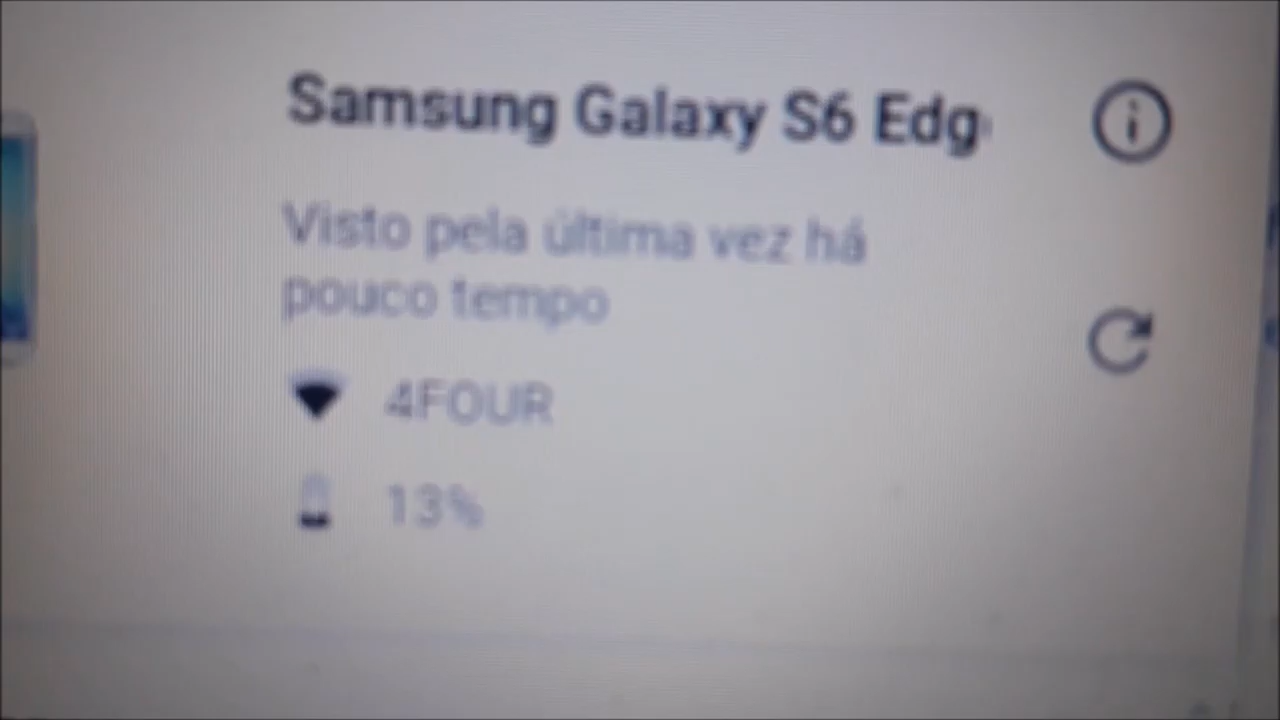 Samsung Galaxy S6 Edg
Visto pela última vez há
pouco tempo
4FOUR
13%